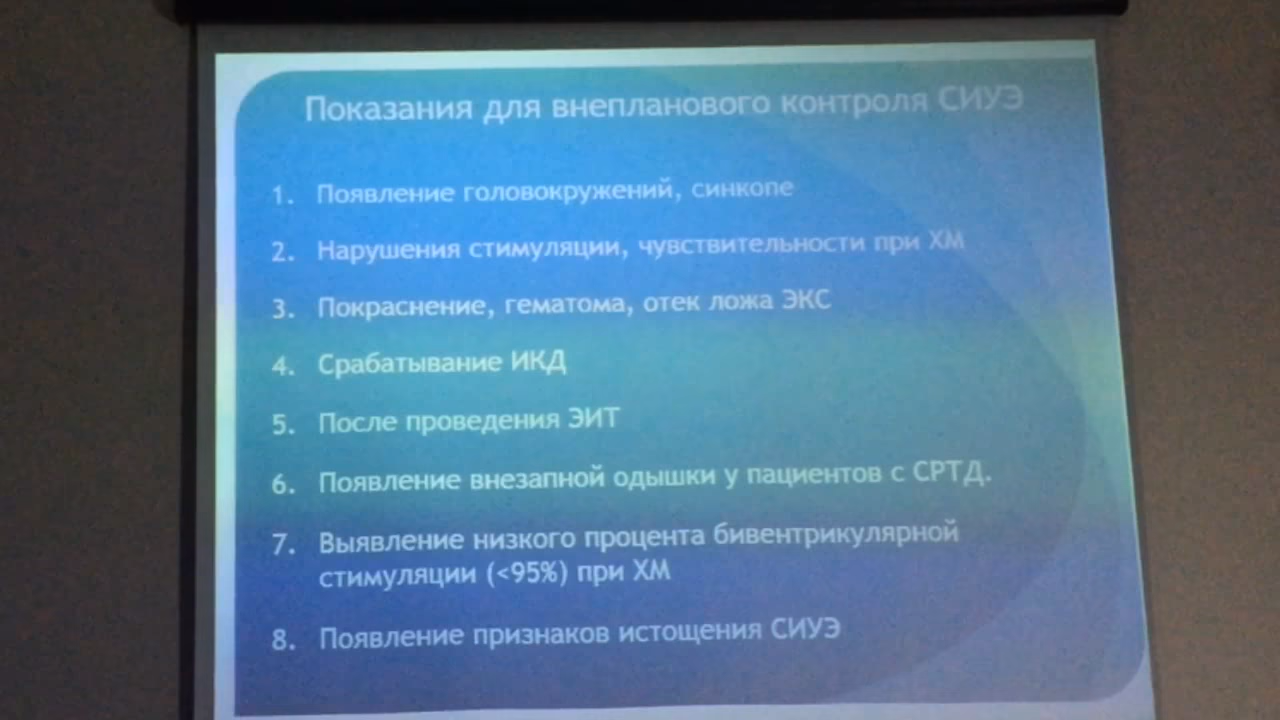 Показания для внепланового контроля СИУЭ
1. Появление головокружений, синкопе
2. Нарушения стимуляции, чувствительности при ХМ
3. Покраснение, гематома, отек ложа ЭКС
4. Срабатывание ИКД
5. После проведения ЭИТ
6. Появление внезапной одышки у пациентов с СРТД.
7. Выявление низкого процента бивентрикулярной
стимуляции (<95%) при ХМ
8. Появление признаков истощения СИУЭ